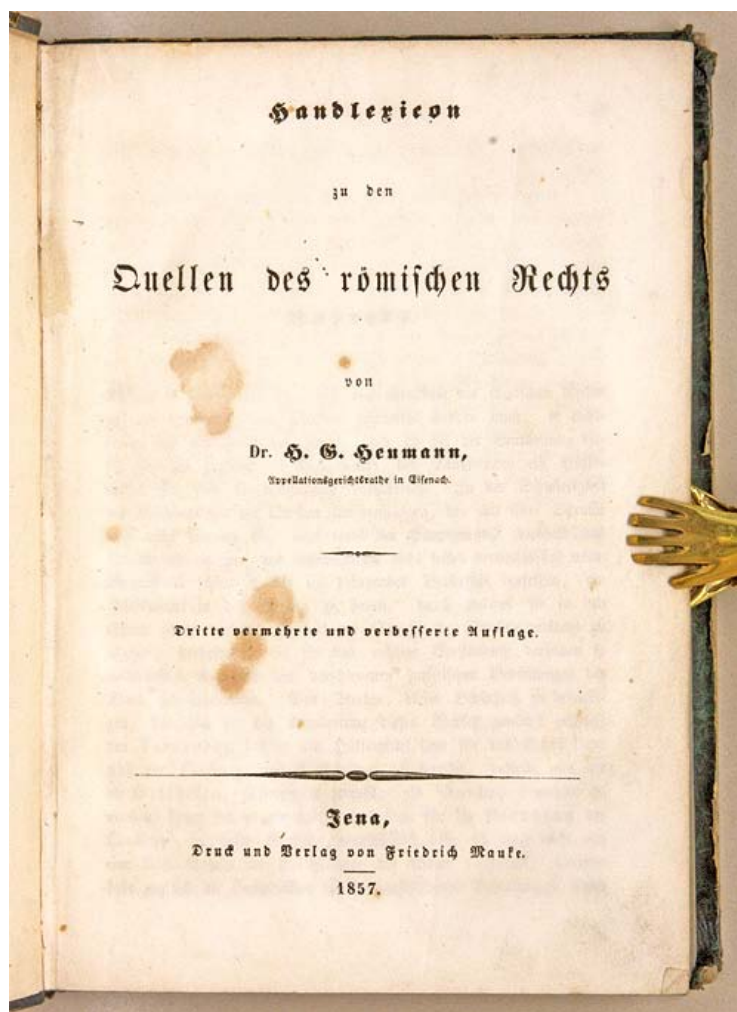 Handlexicon
zu den
Quellen des römischen Rechts
von
Dr. H. G. Heumann,
Appellationsgerichtsrathe in Eisenach.
Dritte vermehrte und verbesserte Auflage.
Jena,
Druck und Verlag von Friedrich Mauke.
1857.